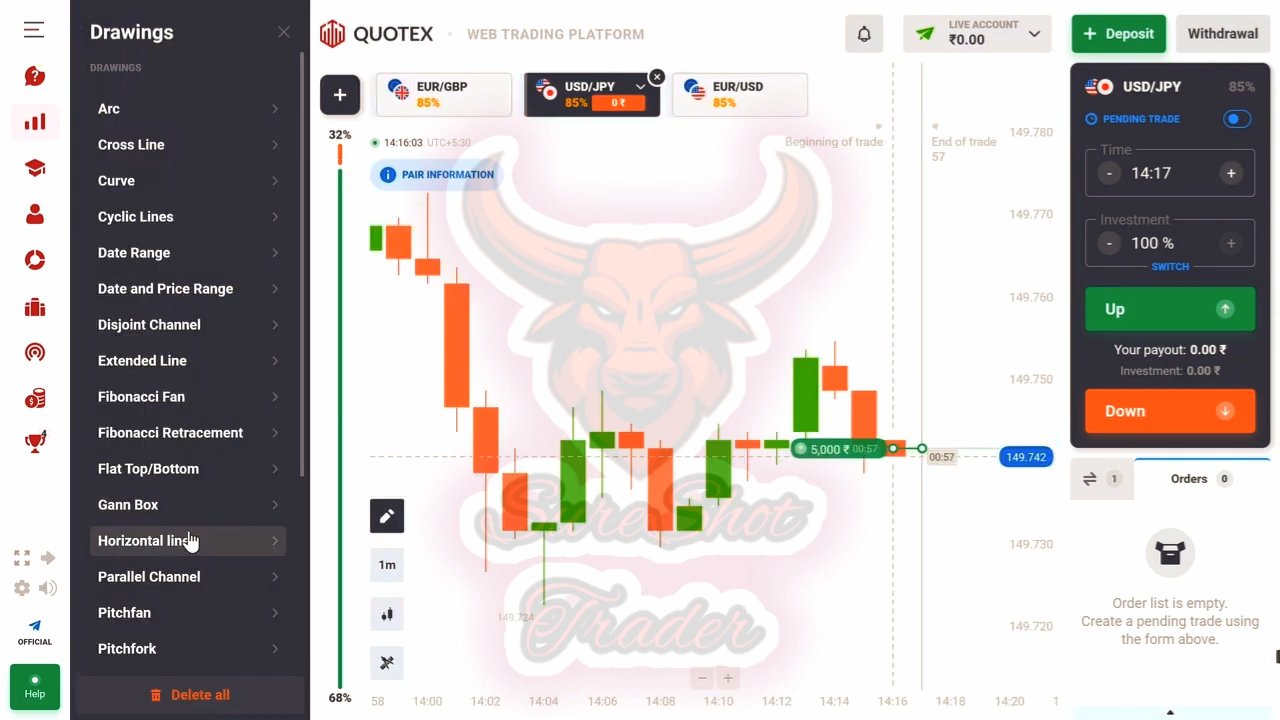 Drawings
DRAWINGS
Arc
Cross Line
Curve
Cyclic Lines
Date Range
Date and Price Range
Disjoint Channel
Extended Line
Fibonacci Fan
Fibonacci Retracement
Flat Top/Bottom
Gann Box
Horizontal line
Parallel Channel
Pitchfan
Pitchfork
Delete all
4
OFFICIAL
Help
QUOTEX
WEB TRADING PLATFORM
LIVE ACCOUNT
₹0.00
Deposit
Withdrawal
EUR/GBP
85%
USD/JPY
85% 0 ₹
EUR/USD
85%
32%
68%
14:16:03 UTC+5:30
PAIR INFORMATION
Beginning of trade
End of trade
57
149.780
149.770
149.760
149.750
149.742
149.730
149.720
5,000 ₹ 00:57
00:57
149.724
1m
Trader
58 14:00 14:02 14:04 14:06 14:08 14:10 14:12 14:14 14:16 14:18 14:20 1
USD/JPY 85%
PENDING TRADE
Time
- 14:17 +
Investment
- 100 % +
SWITCH
Up
Your payout: 0.00 ₹
Investment: 0.00 ₹
Down
1
Orders 0
Order list is empty.
Create a pending trade using
the form above.